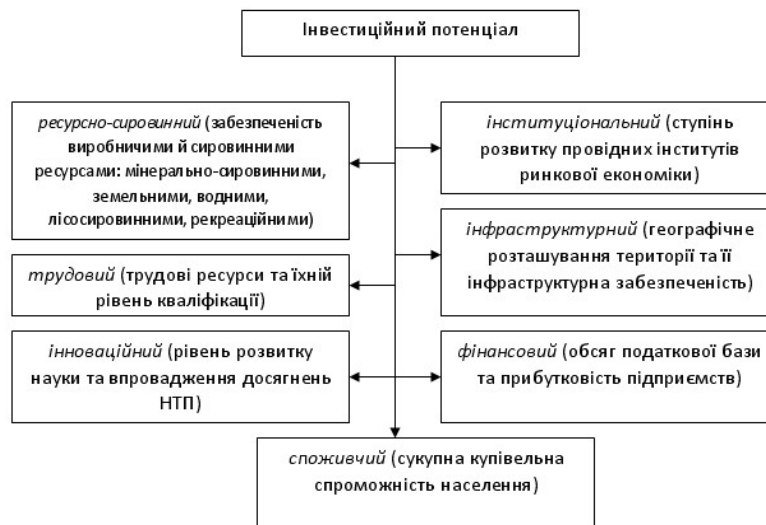 Інвестиційний потенціал
ресурсно-сировинний (забезпеченість
виробничими й сировинними
ресурсами: мінерально-сировинними,
земельними, водними,
лісосировинними, рекреаційними)
інституціональний (ступінь
розвитку провідних інститутів
ринкової економіки)
інфраструктурний (географічне
розташування території та її
інфраструктурна забезпеченість)
трудовий (трудові ресурси та їхній
рівень кваліфікації)
інноваційний (рівень розвитку
науки та впровадження досягнень
НТП)
фінансовий (обсяг податкової бази
та прибутковість підприємств)
споживчий (сукупна купівельна
спроможність населення)